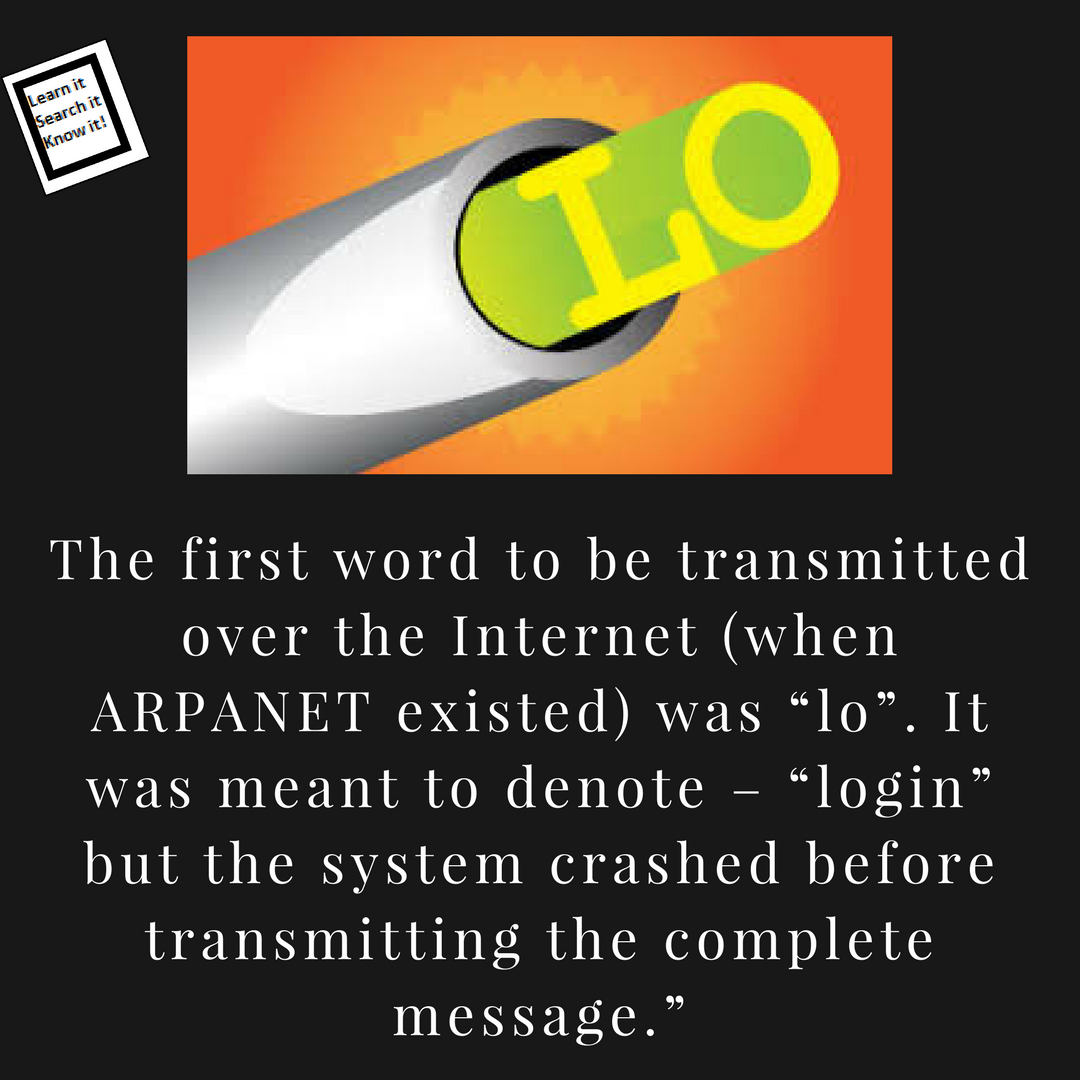 Learn it
Search it
Know it!
LO
The first word to be transmitted
over the Internet (when
ARPANET existed) was “lo”. It
was meant to denote – “login”
but the system crashed before
transmitting the complete
message.”